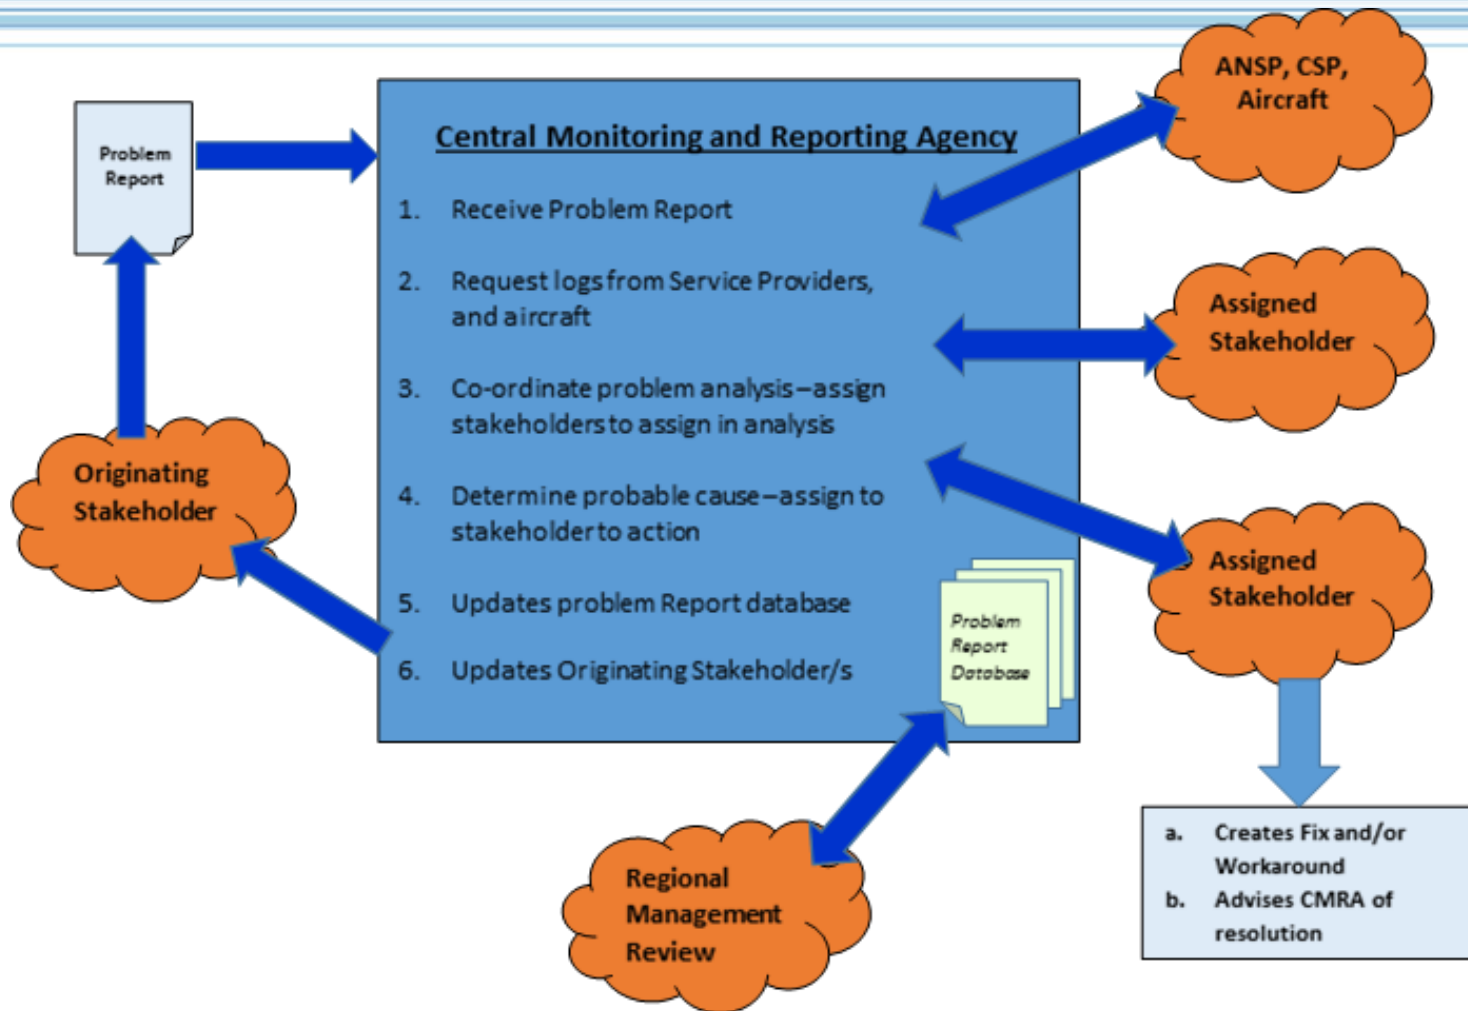 ANSP, CSP,
Aircraft
Problem
Report
Central Monitoring and Reporting Agency
1. Receive Problem Report
2. Request logs from Service Providers,
and aircraft
3. Co-ordinate problem analysis – assign
stakeholders to assign in analysis
4. Determine probable cause – assign to
stakeholder to action
5. Updates problem Report database
6. Updates Originating Stakeholder/s
Assigned
Stakeholder
Originating
Stakeholder
Assigned
Stakeholder
Problem
Report
Database
Regional
Management
Review
a. Creates Fix and/or
Workaround
b. Advises CMRA of
resolution